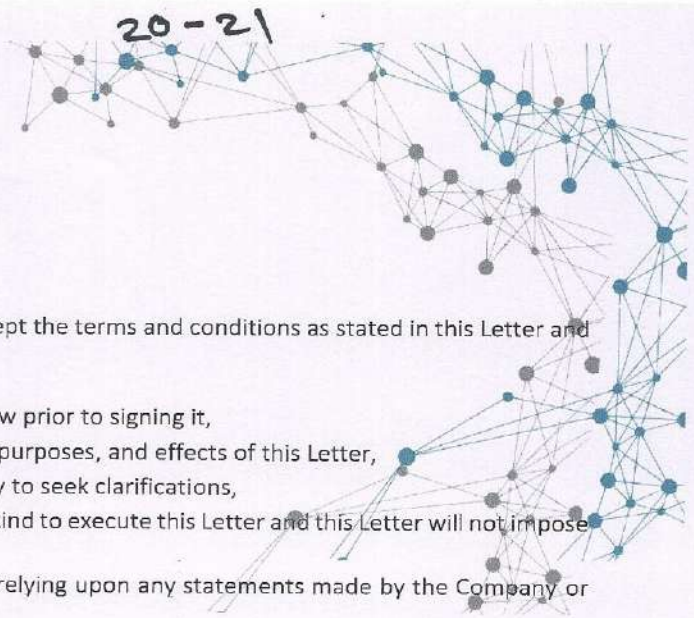 20-21
ept the terms and conditions as stated in this Letter and
w prior to signing it,
purposes, and effects of this Letter,
y to seek clarifications,
ind to execute this Letter and this Letter will not impose
relying upon any statements made by the Company or